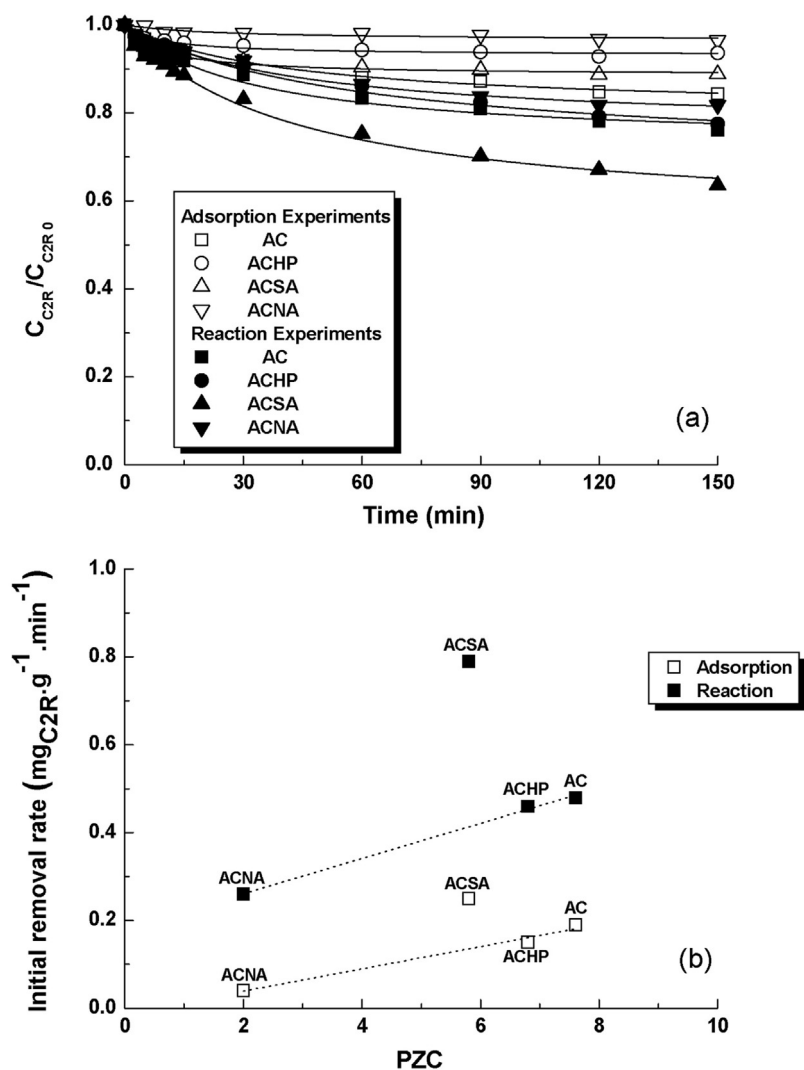 1.0
0.8
0.6
0.4
0.2
0.0
C_C2R/C_C2R 0
Adsorption Experiments
AC
ACHP
ACSA
ACNA
Reaction Experiments
AC
ACHP
ACSA
ACNA
(a)
0 30 60 90 120 150
Time (min)
1.0
0.8
0.6
0.4
0.2
0.0
Initial removal rate (mg_C2R.g^-1.min^-1)
Adsorption
Reaction
ACSA
ACHP AC
ACNA
ACSA
AC
ACHP
ACNA
(b)
0 2 4 6 8 10
PZC